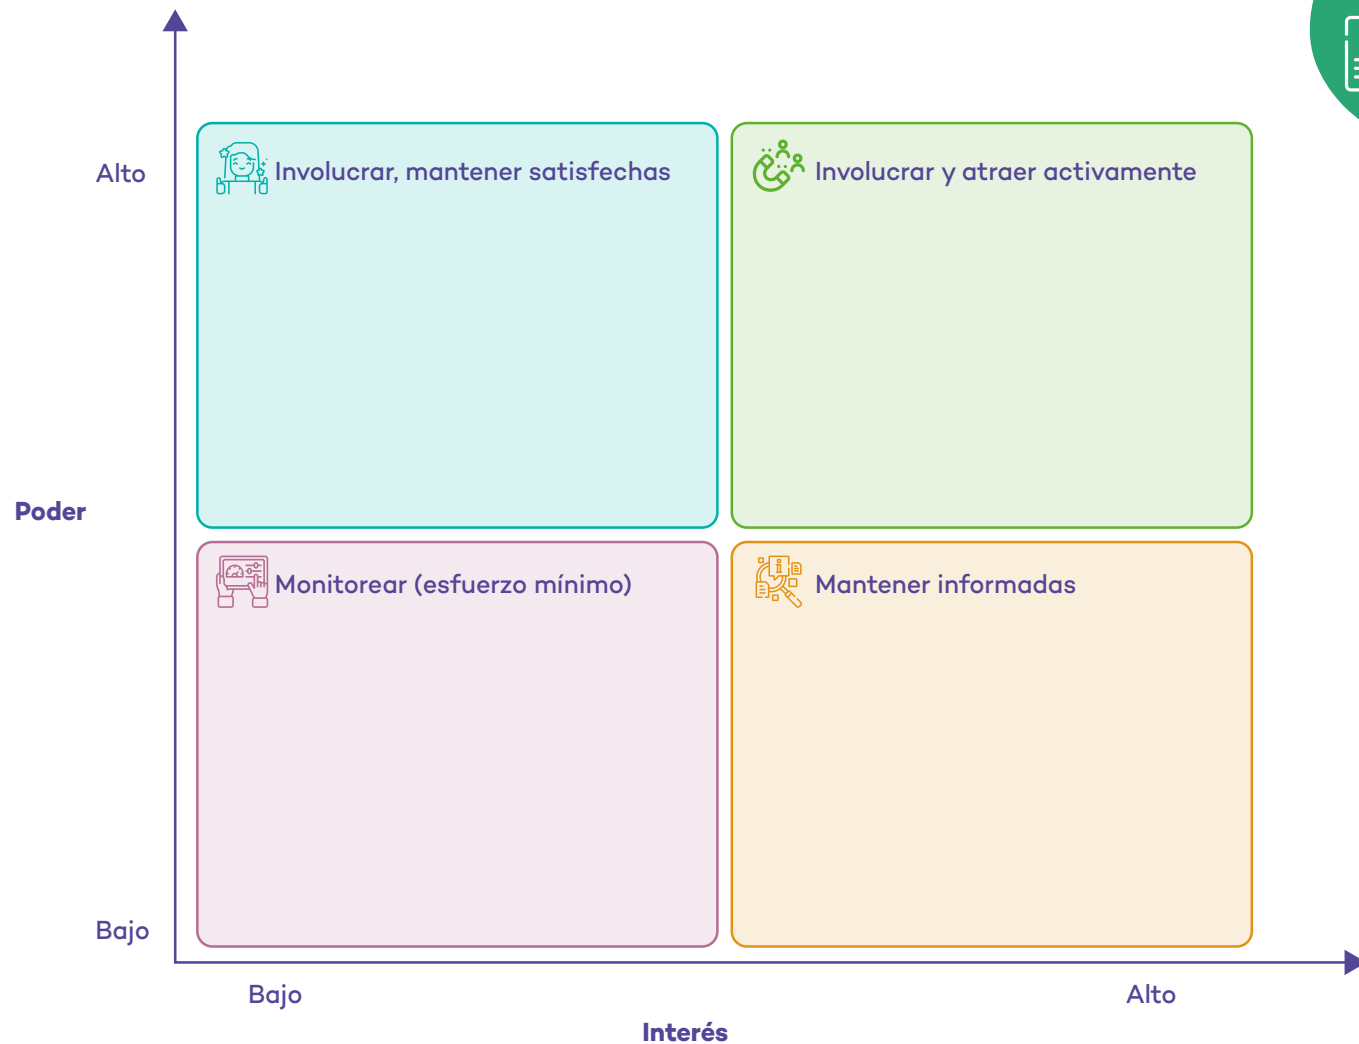 Alto
Involucrar, mantener satisfechas
Involucrar y atraer activamente
Poder
Monitorear (esfuerzo mínimo)
Mantener informadas
Bajo
Bajo
Alto
Interés